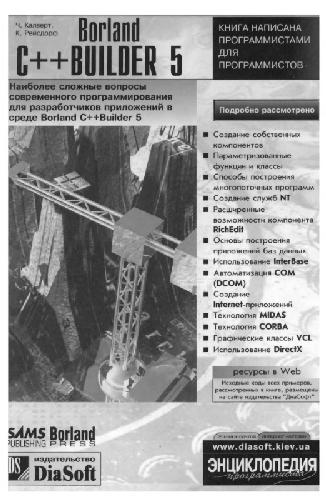 Ч. Калверт,
К. Рейсдорф
Borland
C++BUILDER 5
Наиболее сложные вопросы
современного программирования
для разработчиков приложений в
среде Borland C++Builder 5
КНИГА НАПИСАНА
ПРОГРАММИСТАМИ
ДЛЯ
ПРОГРАММИСТОВ
Подробно рассмотрено
Создание собственных
компонентов
Параметризованные
функции и классы
Способы построения
многопоточных программ
Создание служб NT
Расширенные
возможности компонента
RichEdit
Основы построения
приложений баз данных
Использование InterBase
Автоматизация COM
(DCOM)
Создание
Internet-приложений
Технология MIDAS
Технология CORBA
Графические классы VCL
Использование DirectX
ресурсы в Web
Исходные коды всех примеров,
рассмотренных в книге, размещены
на сайте издательства "ДиаСофт"
SAMS
PUBLISHING
Borland
PRESS
DS
издательство
DiaSoft
www.diasoft.kiev.ua
ЭНЦИКЛОПЕДИЯ
программиста